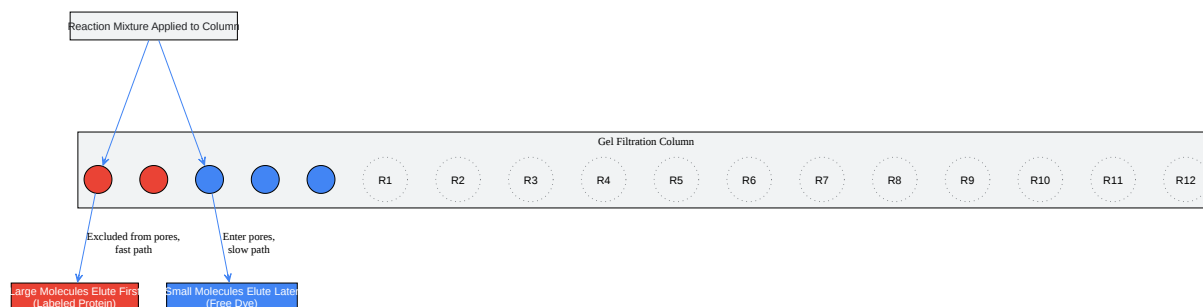 Reaction Mixture Applied to Column
Gel Filtration Column
R1 R2 R3 R4 R5 R6 R7 R8 R9 R10 R11 R12
Excluded from pores,
fast path
Enter pores,
slow path
Large Molecules Elute First
(Labeled Protein)
Small Molecules Elute Later
(Free Dye)